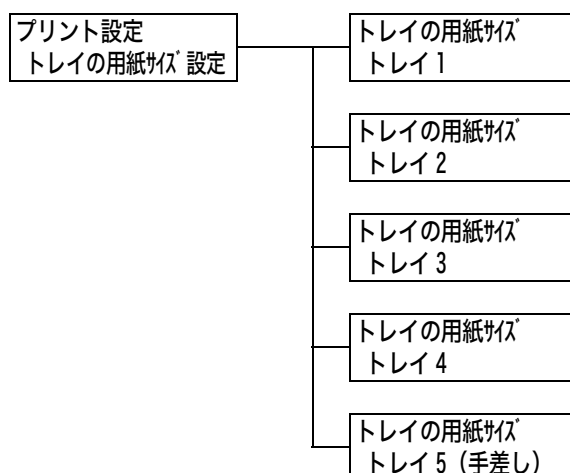 プリント設定
トレイの用紙ｻｲｽﾞ設定
トレイの用紙ｻｲｽﾞ
トレイ1
トレイの用紙ｻｲｽﾞ
トレイ2
トレイの用紙ｻｲｽﾞ
トレイ3
トレイの用紙ｻｲｽﾞ
トレイ4
トレイの用紙ｻｲｽﾞ
トレイ5（手差し）